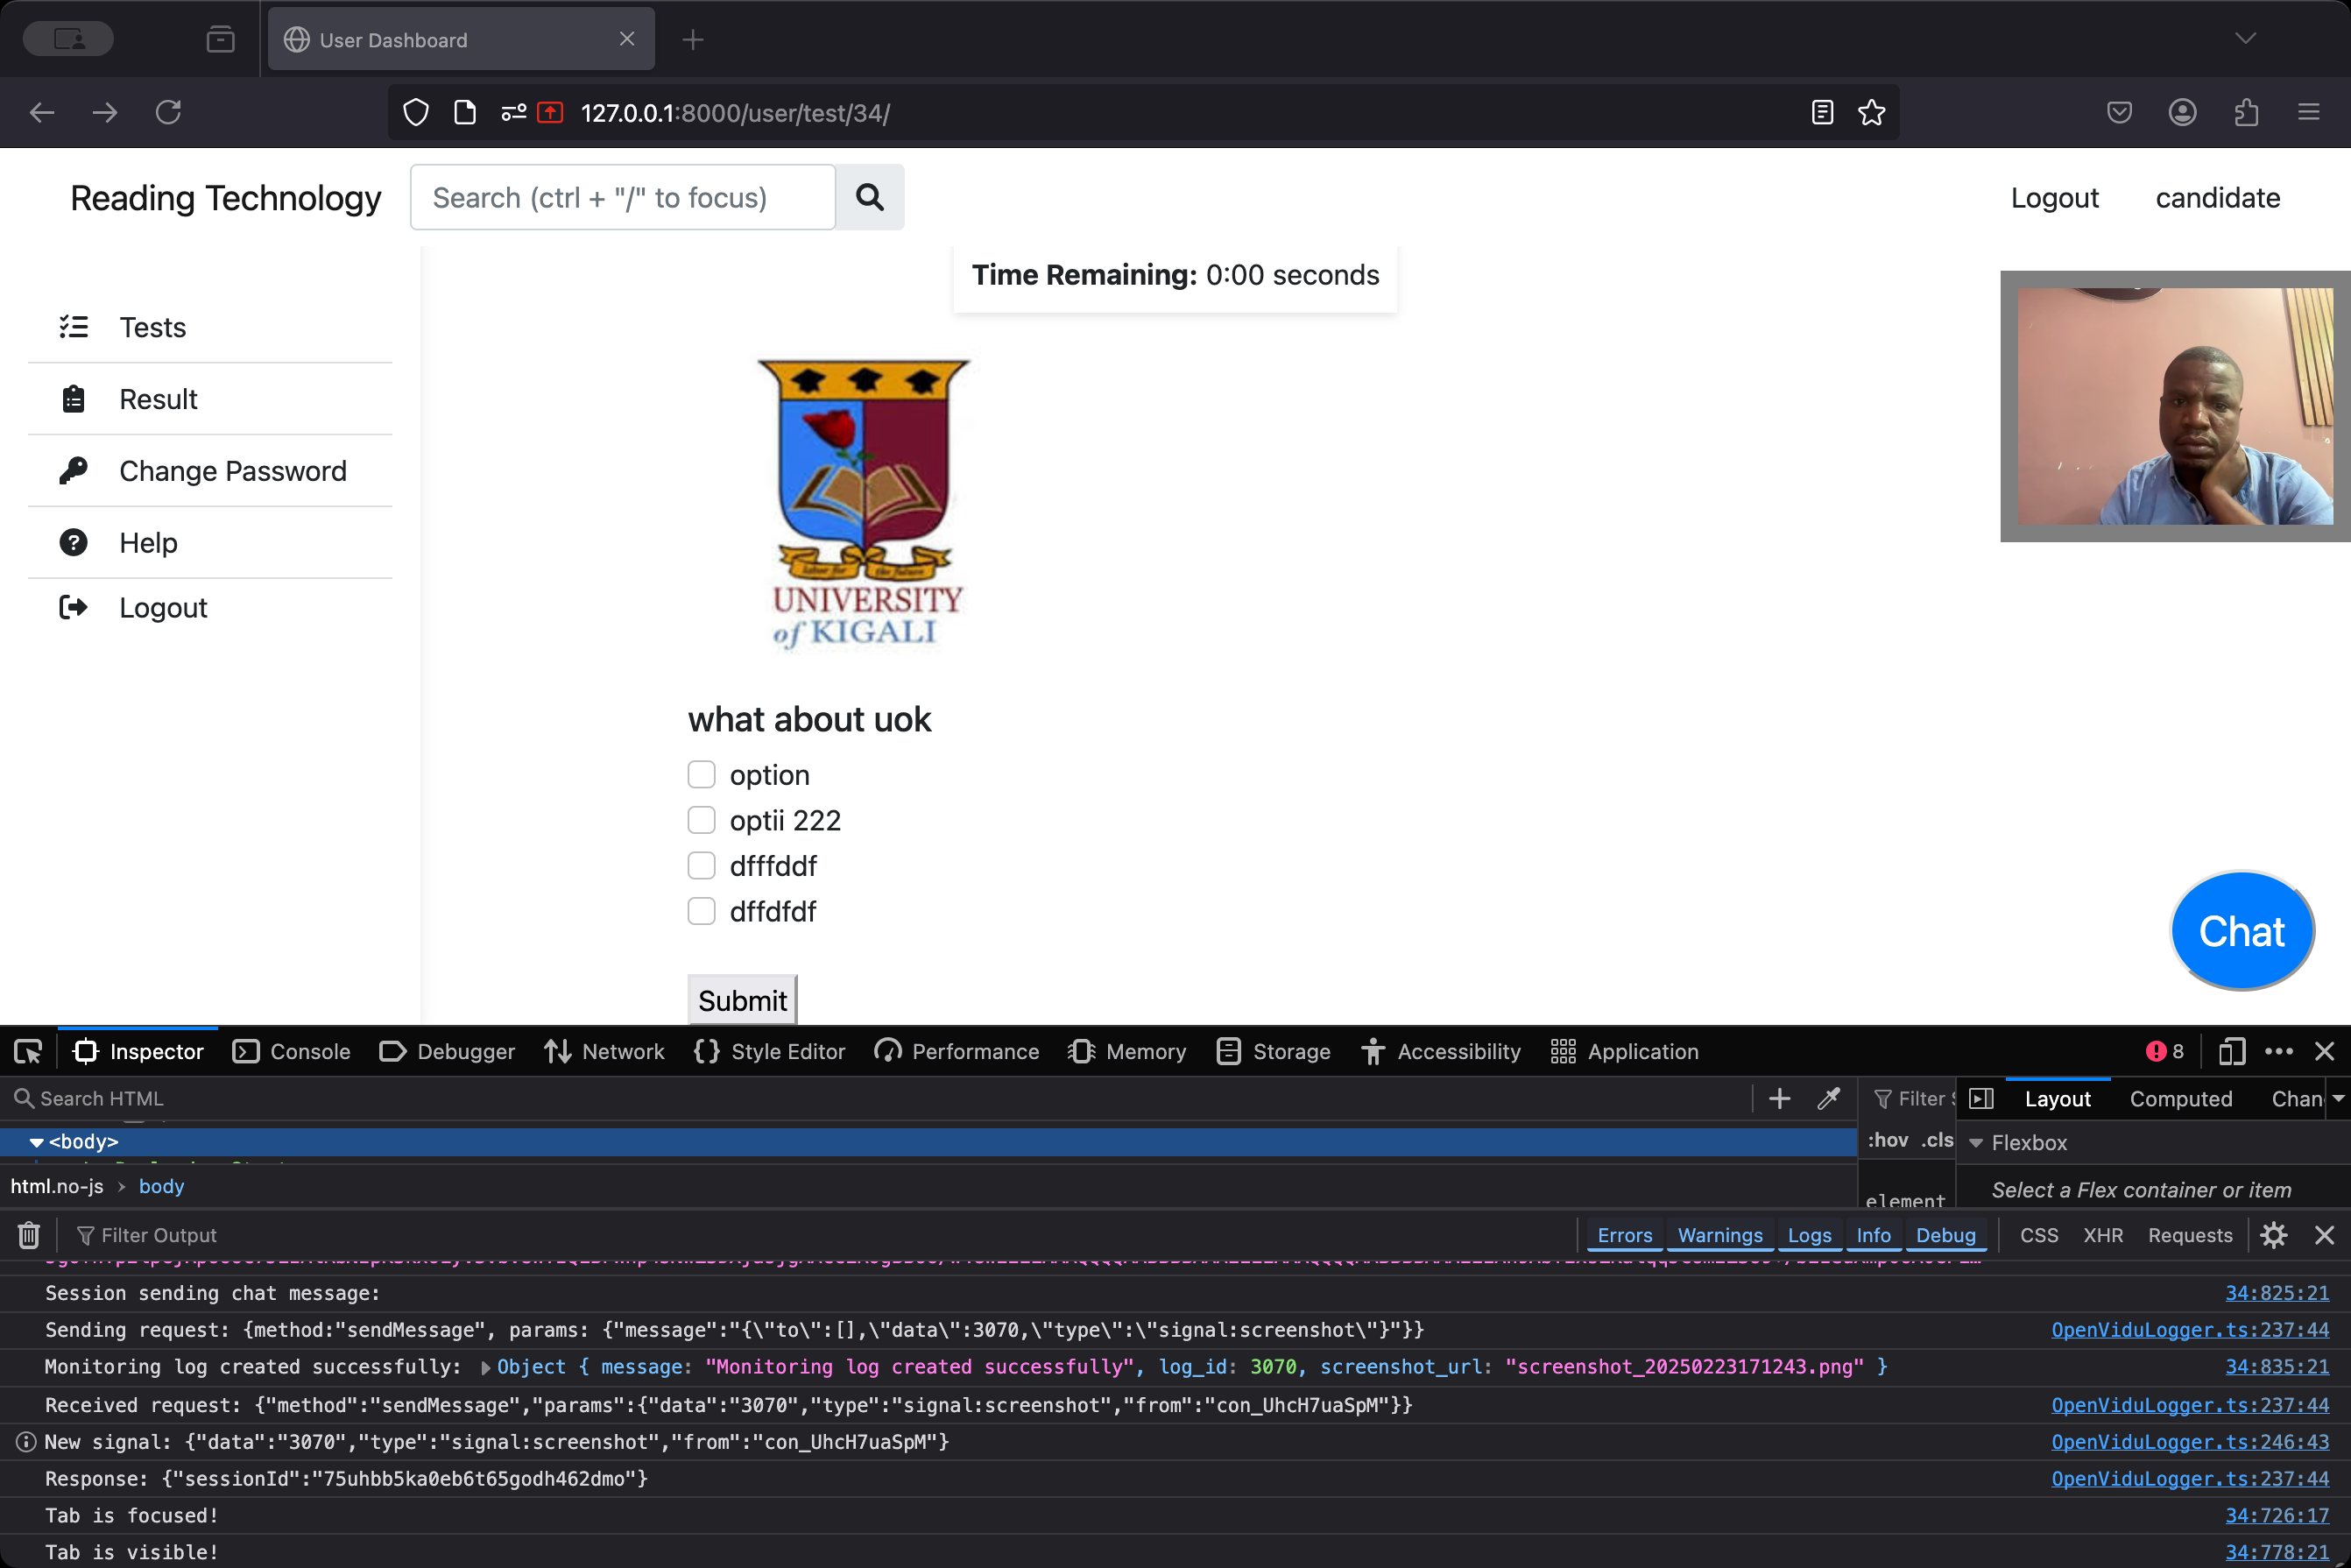 User Dashboard
127.0.0.1:8000/user/test/34/
Reading Technology
Search (ctrl + "/" to focus)
Logout
candidate
Time Remaining: 0:00 seconds
Tests
Result
Change Password
Help
Logout
UNIVERSITY
of KIGALI
what about uok
option
optii 222
dfffddf
dffdfdf
Submit
Chat
Inspector
Console
Debugger
Network
Style Editor
Performance
Memory
Storage
Accessibility
Application
8
Search HTML
Filter
Layout
Computed
Chan
<body>
:hov .cls
Flexbox
html.no-js
body
element
Select a Flex container or item
Filter Output
Errors
Warnings
Logs
Info
Debug
CSS
XHR
Requests
Session sending chat message:
34:825:21
Sending request: {method:"sendMessage", params: {"message":"{\"to\":[],\"data\":3070,\"type\":\"signal:screenshot\"}"}}
OpenViduLogger.ts:237:44
Monitoring log created successfully: Object { message: "Monitoring log created successfully", log_id: 3070, screenshot_url: "screenshot_20250223171243.png" }
34:835:21
Received request: {"method":"sendMessage","params":{"data":"3070","type":"signal:screenshot","from":"con_UhcH7uaSpM"}}
OpenViduLogger.ts:237:44
New signal: {"data":"3070","type":"signal:screenshot","from":"con_UhcH7uaSpM"}
OpenViduLogger.ts:246:43
Response: {"sessionId":"75uhbb5ka0eb6t65godh462dmo"}
OpenViduLogger.ts:237:44
Tab is focused!
34:726:17
Tab is visible!
34:778:21